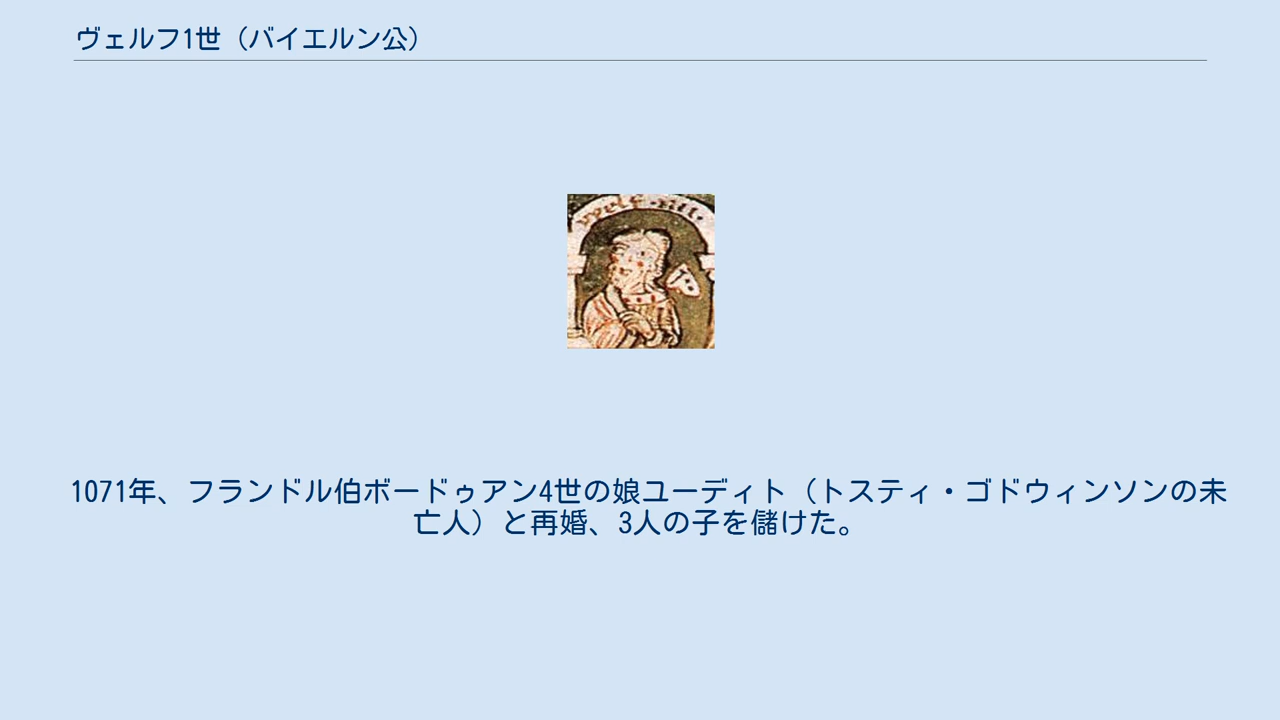 ヴェルフ1世（バイエルン公）
welf.iiii.
1071年、フランドル伯ボードゥアン4世の娘ユーディト（トスティ・ゴドウィンソンの未
亡人）と再婚、3人の子を儲けた。